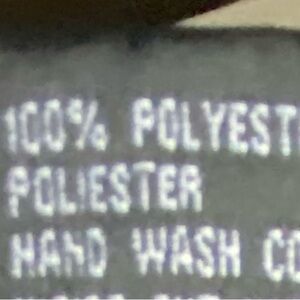 100% POLYEST
POLIESTER
HAND WASH CO